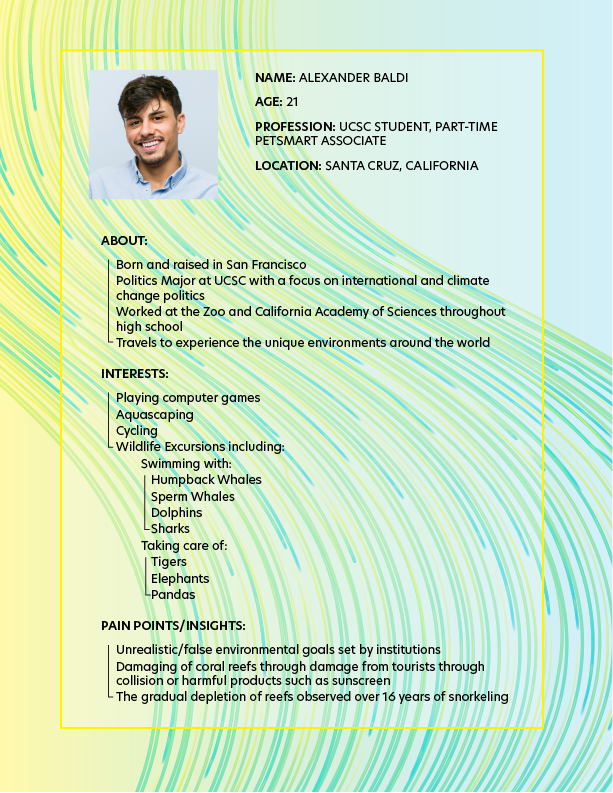 NAME: ALEXANDER BALDI
AGE: 21
PROFESSION: UCSC STUDENT, PART-TIME
PETSMART ASSOCIATE
LOCATION: SANTA CRUZ, CALIFORNIA
ABOUT:
Born and raised in San Francisco
Politics Major at UCSC with a focus on international and climate
change politics
Worked at the Zoo and California Academy of Sciences throughout
high school
Travels to experience the unique environments around the world
INTERESTS:
Playing computer games
Aquascaping
Cycling
Wildlife Excursions including:
Swimming with:
Humpback Whales
Sperm Whales
Dolphins
Sharks
Taking care of:
Tigers
Elephants
Pandas
PAIN POINTS/INSIGHTS:
Unrealistic/false environmental goals set by institutions
Damaging of coral reefs through damage from tourists through
collision or harmful products such as sunscreen
The gradual depletion of reefs observed over 16 years of snorkeling